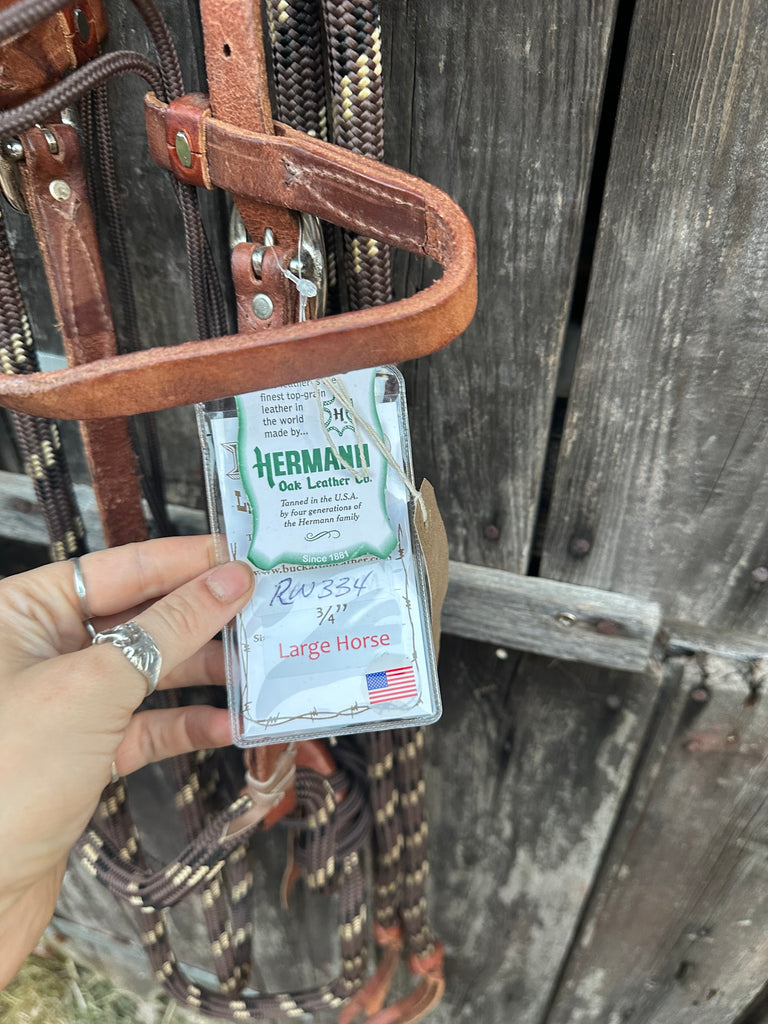 finest top-grain
leather in
the world
made by...
H
HERMANN
Oak Leather Co.
Tanned in the U.S.A.
by four generations of
the Hermann family
Since 1881
RW334
3/4"
Large Horse